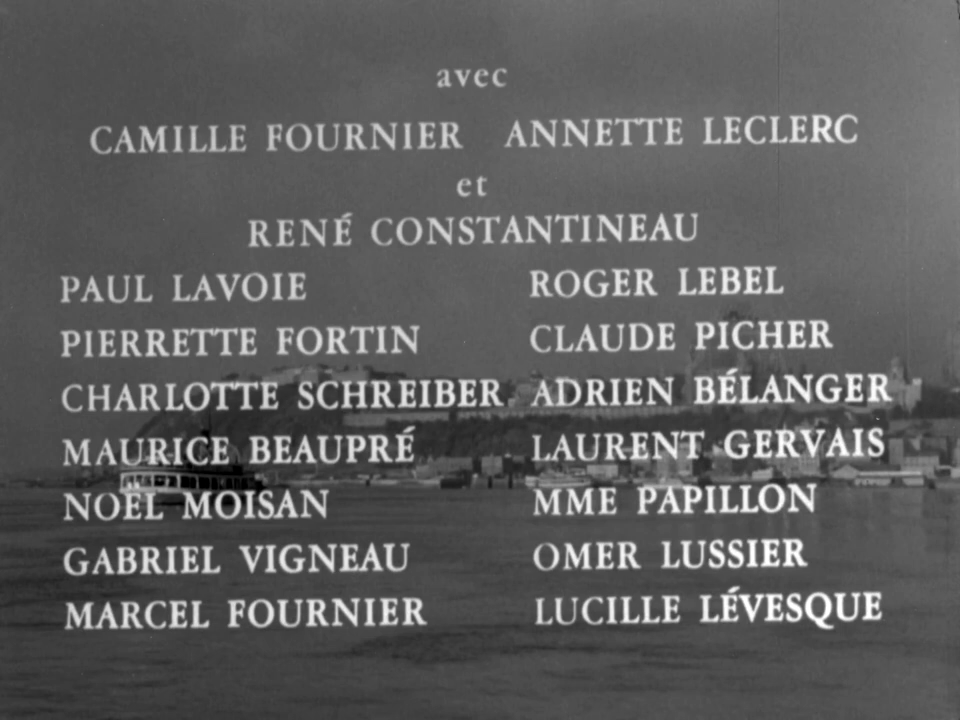 avec
CAMILLE FOURNIER ANNETTE LECLERC
et
RENÉ CONSTANTINEAU
PAUL LAVOIE ROGER LEBEL
PIERRETTE FORTIN CLAUDE PICHER
CHARLOTTE SCHREIBER ADRIEN BÉLANGER
MAURICE BEAUPRÉ LAURENT GERVAIS
NOËL MOISAN MME PAPILLON
GABRIEL VIGNEAU OMER LUSSIER
MARCEL FOURNIER LUCILLE LÉVESQUE